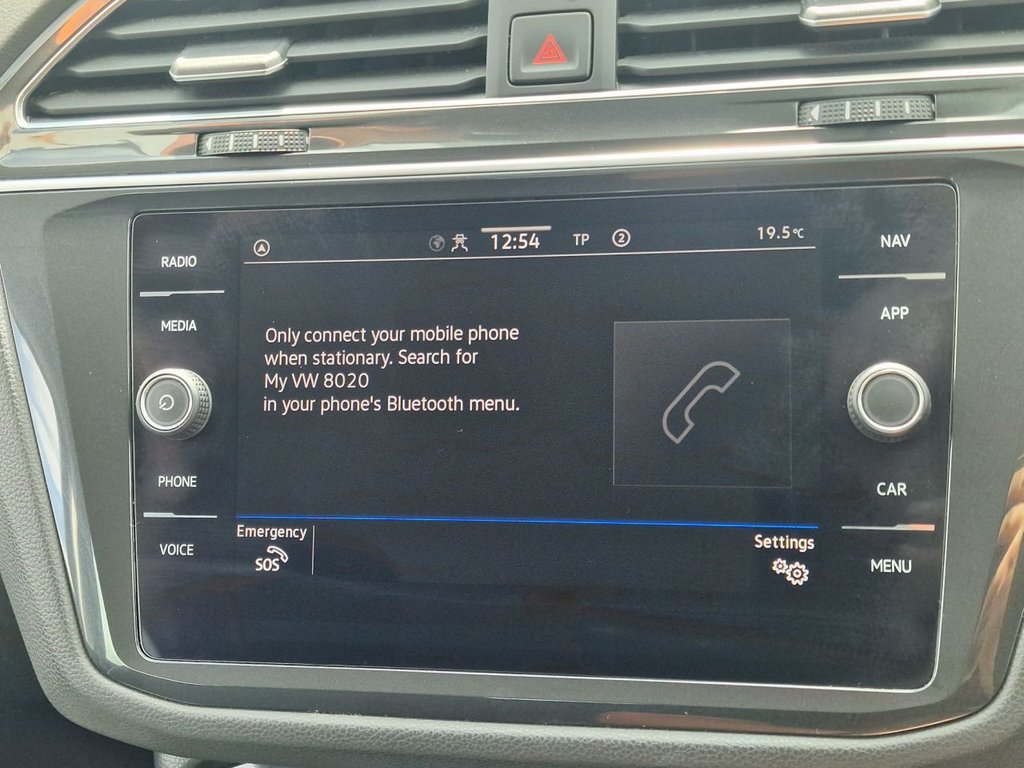 12:54 TP 2 19.5°C
RADIO
MEDIA
PHONE
VOICE
Only connect your mobile phone
when stationary. Search for
My VW 8020
in your phone's Bluetooth menu.
Emergency
SOS
Settings
NAV
APP
CAR
MENU